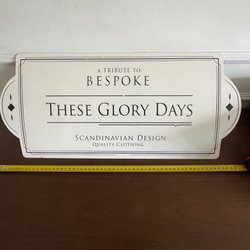 A TRIBUTE TO:
BESPOKE
THESE GLORY DAYS
SCANDINAVIAN DESIGN
QUALITY CLOTHING